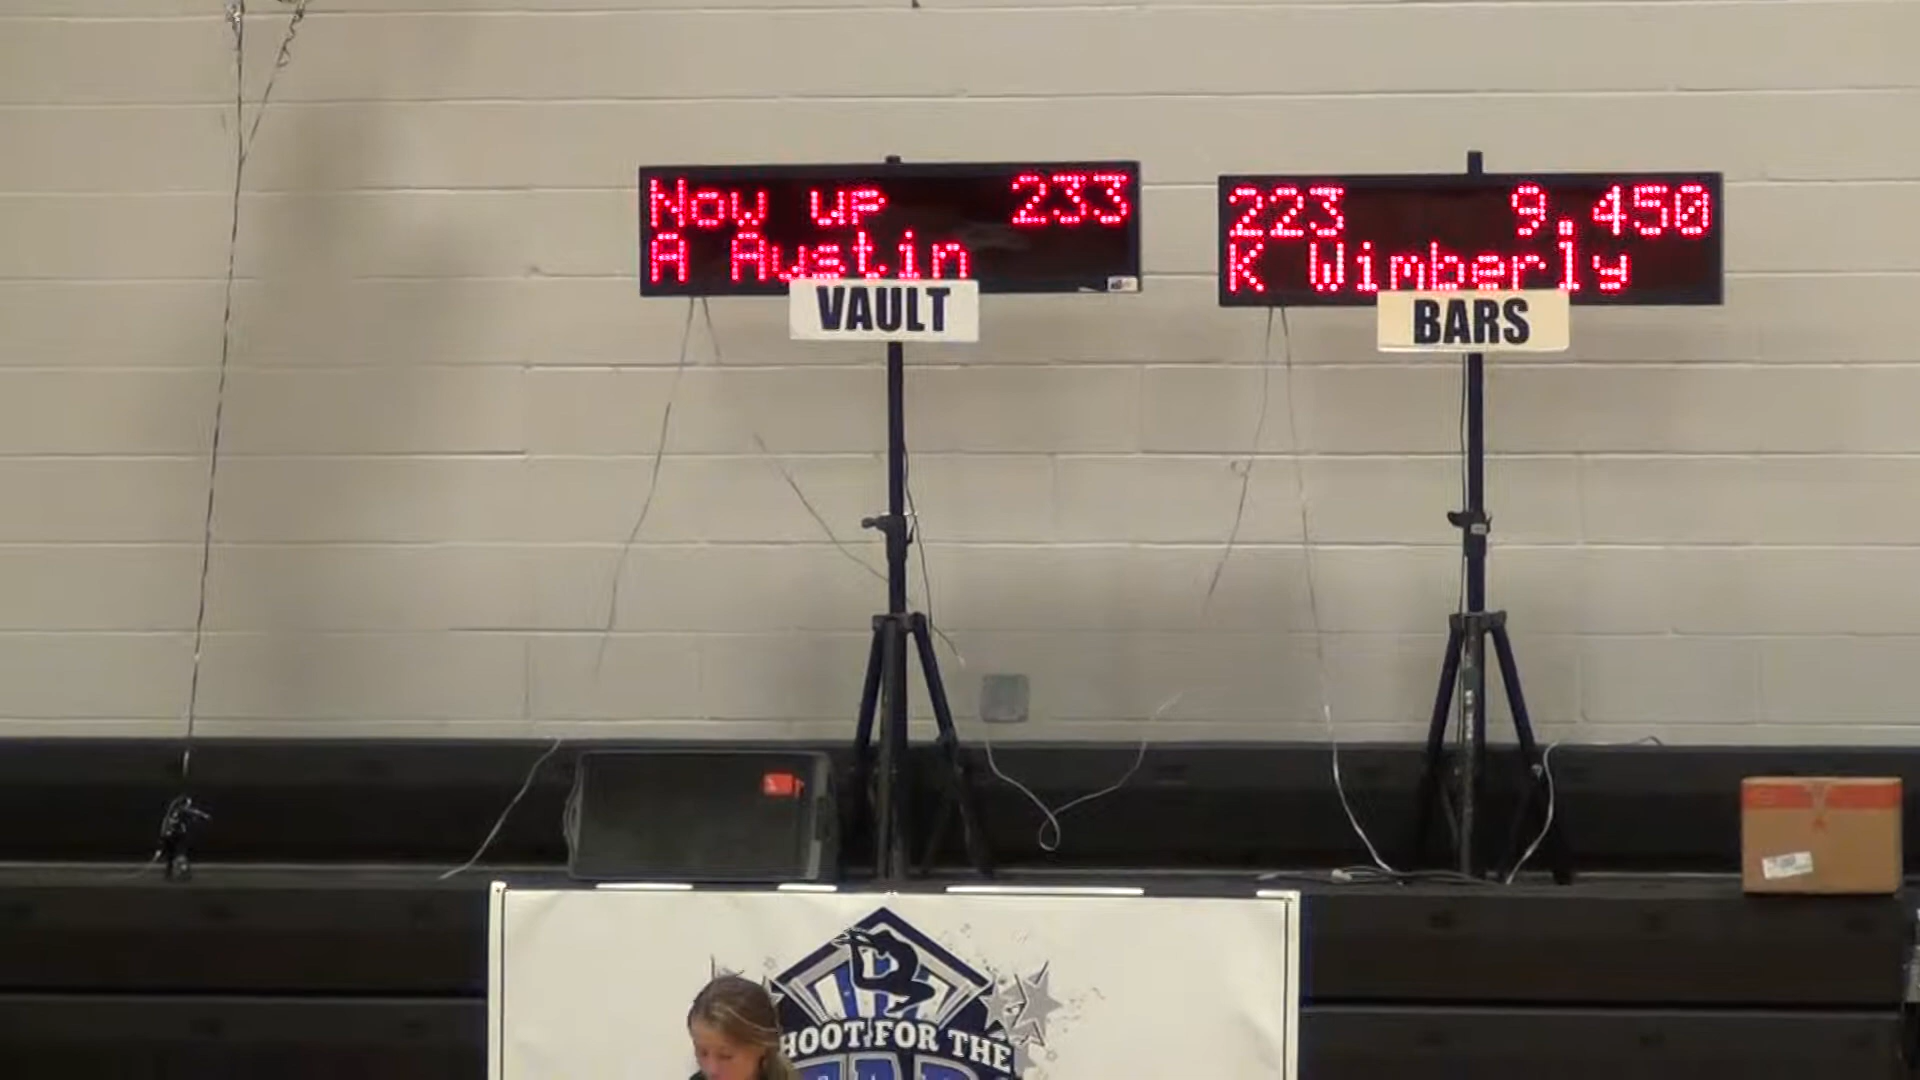 Now up 233
A Austin
VAULT
223 9.450
K Wimberly
BARS
HOOT FOR THE